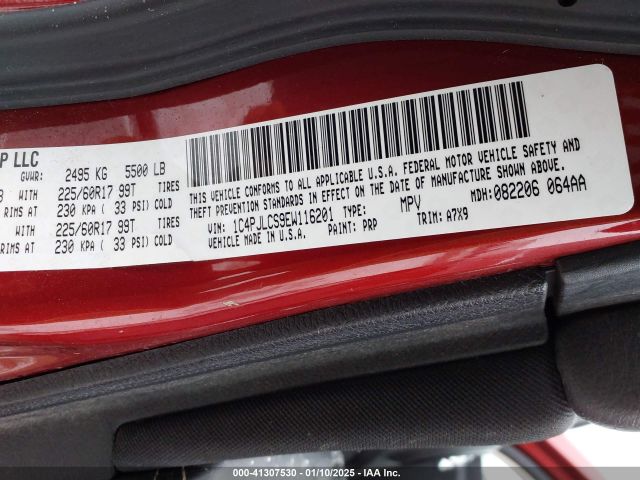 P LLC
GVWR: 2495 KG 5500 LB
WITH 225/60R17 99T TIRES
RIMS AT 230 KPA ( 33 PSI) COLD
WITH 225/60R17 99T TIRES
RIMS AT 230 KPA ( 33 PSI) COLD
THIS VEHICLE CONFORMS TO ALL APPLICABLE U.S.A. FEDERAL MOTOR VEHICLE SAFETY AND
THEFT PREVENTION STANDARDS IN EFFECT ON THE DATE OF MANUFACTURE SHOWN ABOVE.
VIN: 1C4PJLCS9EW116201 TYPE: MPV MDH: 082206 064AA
VEHICLE MADE IN U.S.A. PAINT: PRP TRIM: A7X9
000-41307530 — 01/10/2025 — IAA Inc.